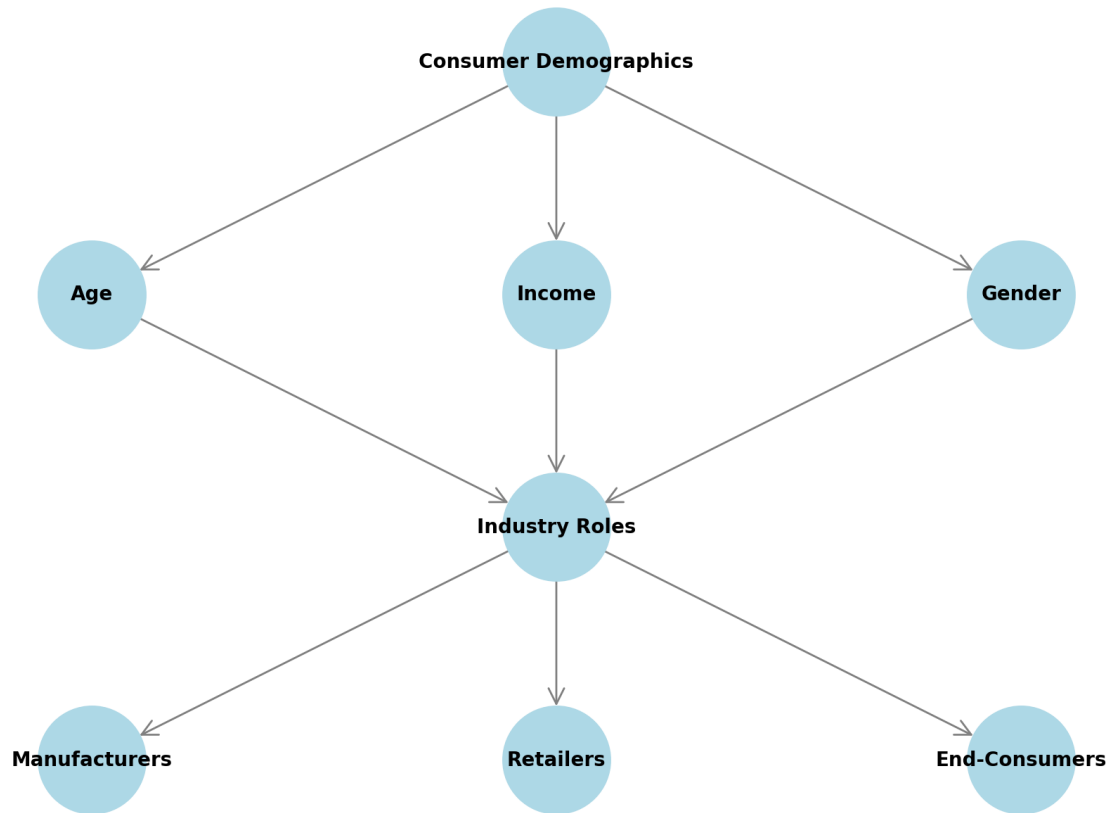 Consumer Demographics
Age
Income
Gender
Industry Roles
Manufacturers
Retailers
End-Consumers